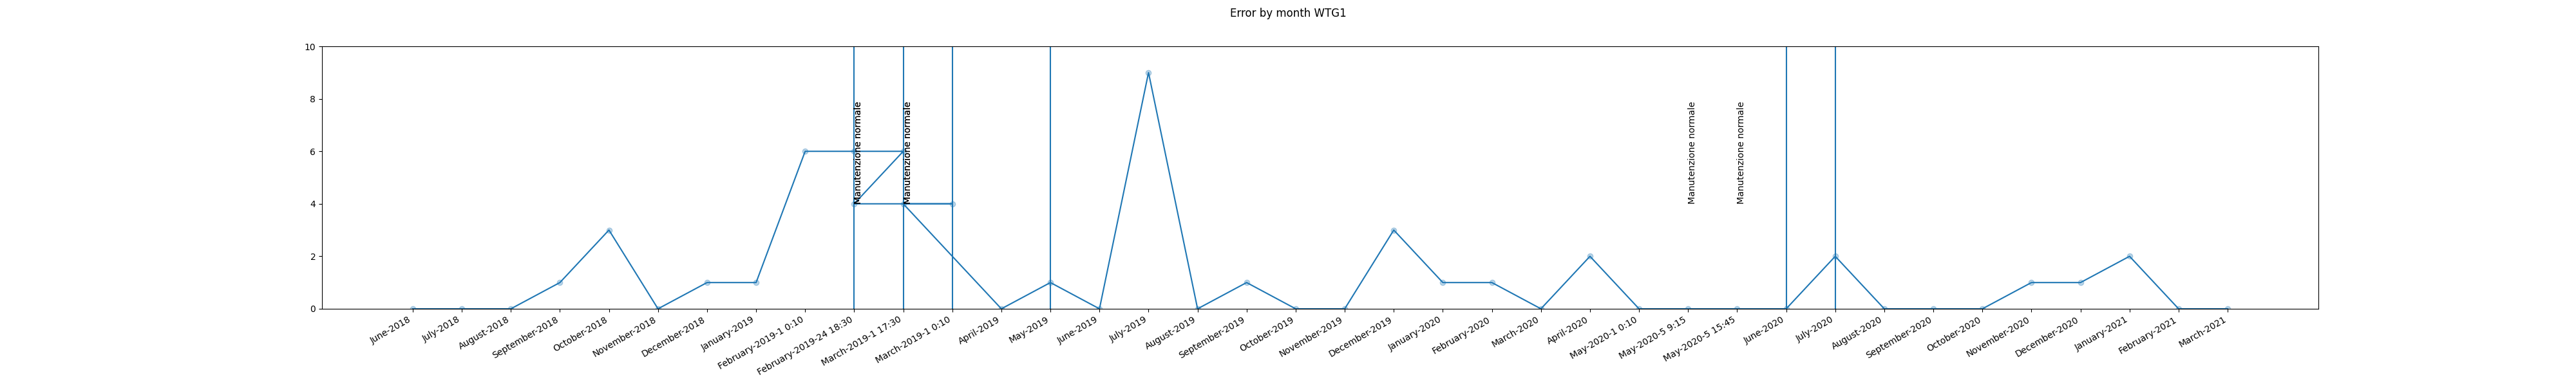 Error by month WTG1
10
8
6
4
2
0
Manutenzione normale
Manutenzione normale
Manutenzione normale
Manutenzione normale
June-2018
July-2018
August-2018
September-2018
October-2018
November-2018
December-2018
January-2019
February-2019-1 0:10
February-2019-24 18:30
March-2019-1 17:30
March-2019-1 0:10
April-2019
May-2019
June-2019
July-2019
August-2019
September-2019
October-2019
November-2019
December-2019
January-2020
February-2020
March-2020
April-2020
May-2020-1 0:10
May-2020-5 9:15
May-2020-5 15:45
June-2020
July-2020
August-2020
September-2020
October-2020
November-2020
December-2020
January-2021
February-2021
March-2021